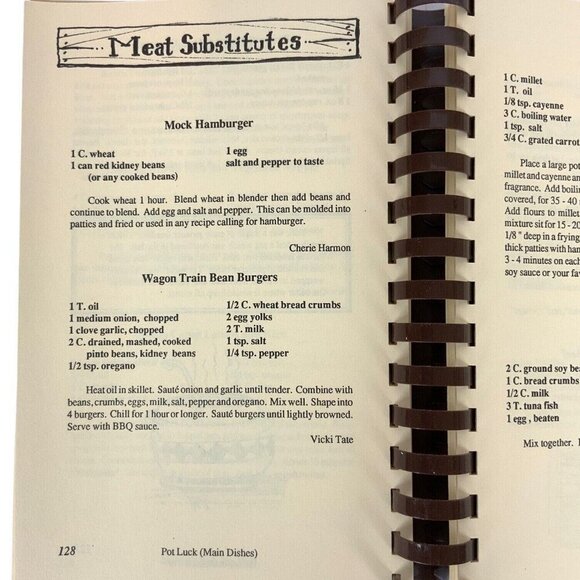 Meat Substitutes
Mock Hamburger
1 C. wheat
1 can red kidney beans
(or any cooked beans)
1 egg
salt and pepper to taste
Cook wheat 1 hour. Blend wheat in blender then add beans and
continue to blend. Add egg and salt and pepper. This can be molded into
patties and fried or used in any recipe calling for hamburger.
Cherie Harmon
Wagon Train Bean Burgers
1 T. oil
1 medium onion, chopped
1 clove garlic, chopped
2 C. drained, mashed, cooked
pinto beans, kidney beans
1/2 tsp. oregano
1/2 C. wheat bread crumbs
2 egg yolks
2 T. milk
1 tsp. salt
1/4 tsp. pepper
Heat oil in skillet. Sauté onion and garlic until tender. Combine with
beans, crumbs, eggs, milk, salt, pepper and oregano. Mix well. Shape into
4 burgers. Chill for 1 hour or longer. Sauté burgers until lightly browned.
Serve with BBQ sauce.
Vicki Tate
128
Pot Luck (Main Dishes)
1 C. millet
1 T. oil
1/8 tsp. cayenne
3 C. boiling water
1 tsp. salt
3/4 C. grated carrot
Place a large pot
millet and cayenne an
fragrance. Add boilin
covered, for 35 - 40
Add flours to millet
mixture sit for 15 - 20
1/8 " deep in a frying
thick patties with han
3 - 4 minutes on each
soy sauce or your fav
2 C. ground soy be
1 C. bread crumbs
1/2 C. milk
3 T. tuna fish
1 egg , beaten
Mix together.